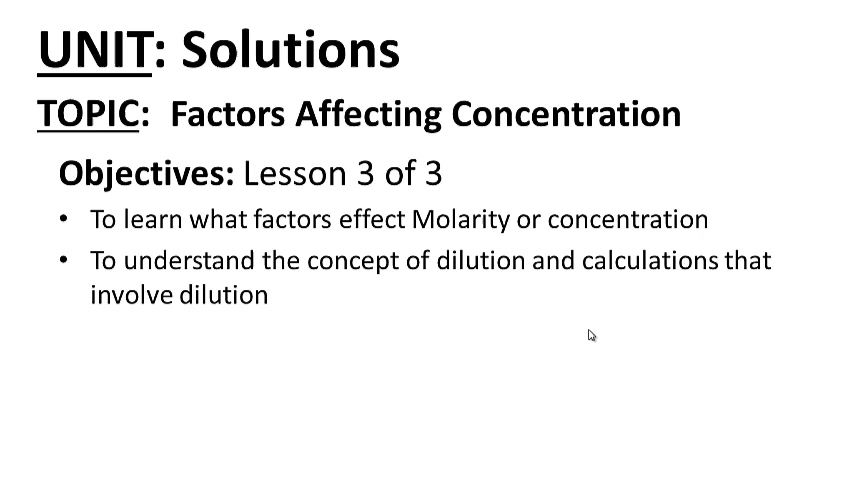 UNIT: Solutions
TOPIC: Factors Affecting Concentration
Objectives: Lesson 3 of 3
• To learn what factors effect Molarity or concentration
• To understand the concept of dilution and calculations that
involve dilution